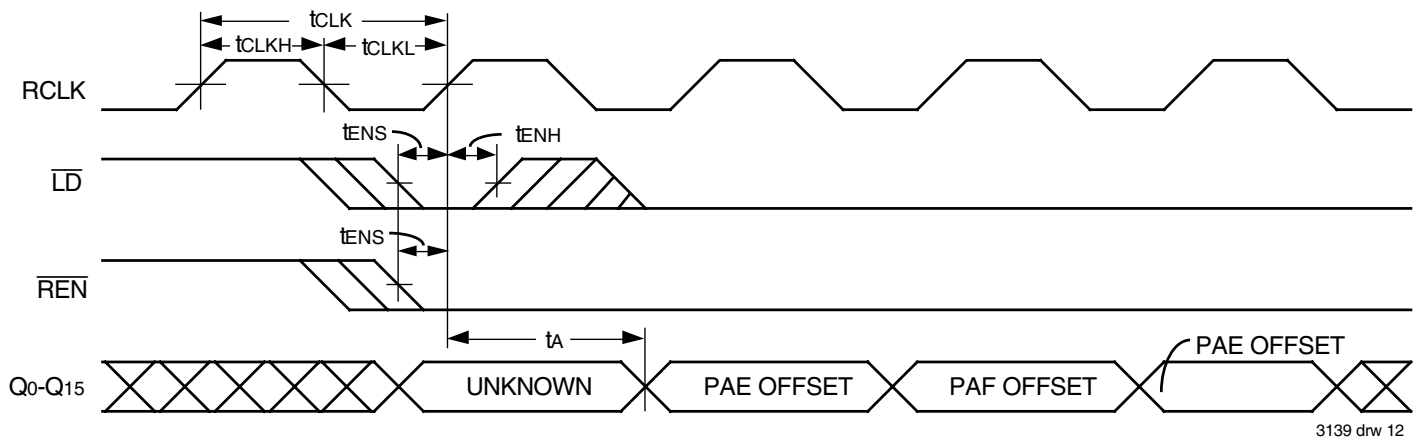 tCLK
tCLKH
tCLKL
RCLK
tENS
tENH
LD
tENS
REN
tA
PAE OFFSET
Q0-Q15
UNKNOWN
PAE OFFSET
PAF OFFSET
3139 drw 12